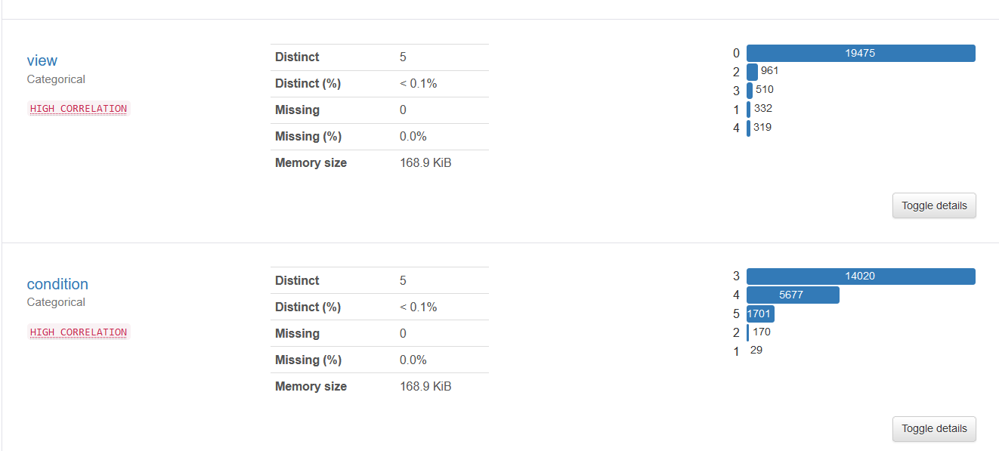 view
Categorical
HIGH CORRELATION
Distinct 5
Distinct (%) < 0.1%
Missing 0
Missing (%) 0.0%
Memory size 168.9 KiB
0 19475
2 961
3 510
1 332
4 319
Toggle details
condition
Categorical
HIGH CORRELATION
Distinct 5
Distinct (%) < 0.1%
Missing 0
Missing (%) 0.0%
Memory size 168.9 KiB
3 14020
4 5677
5 1701
2 170
1 29
Toggle details